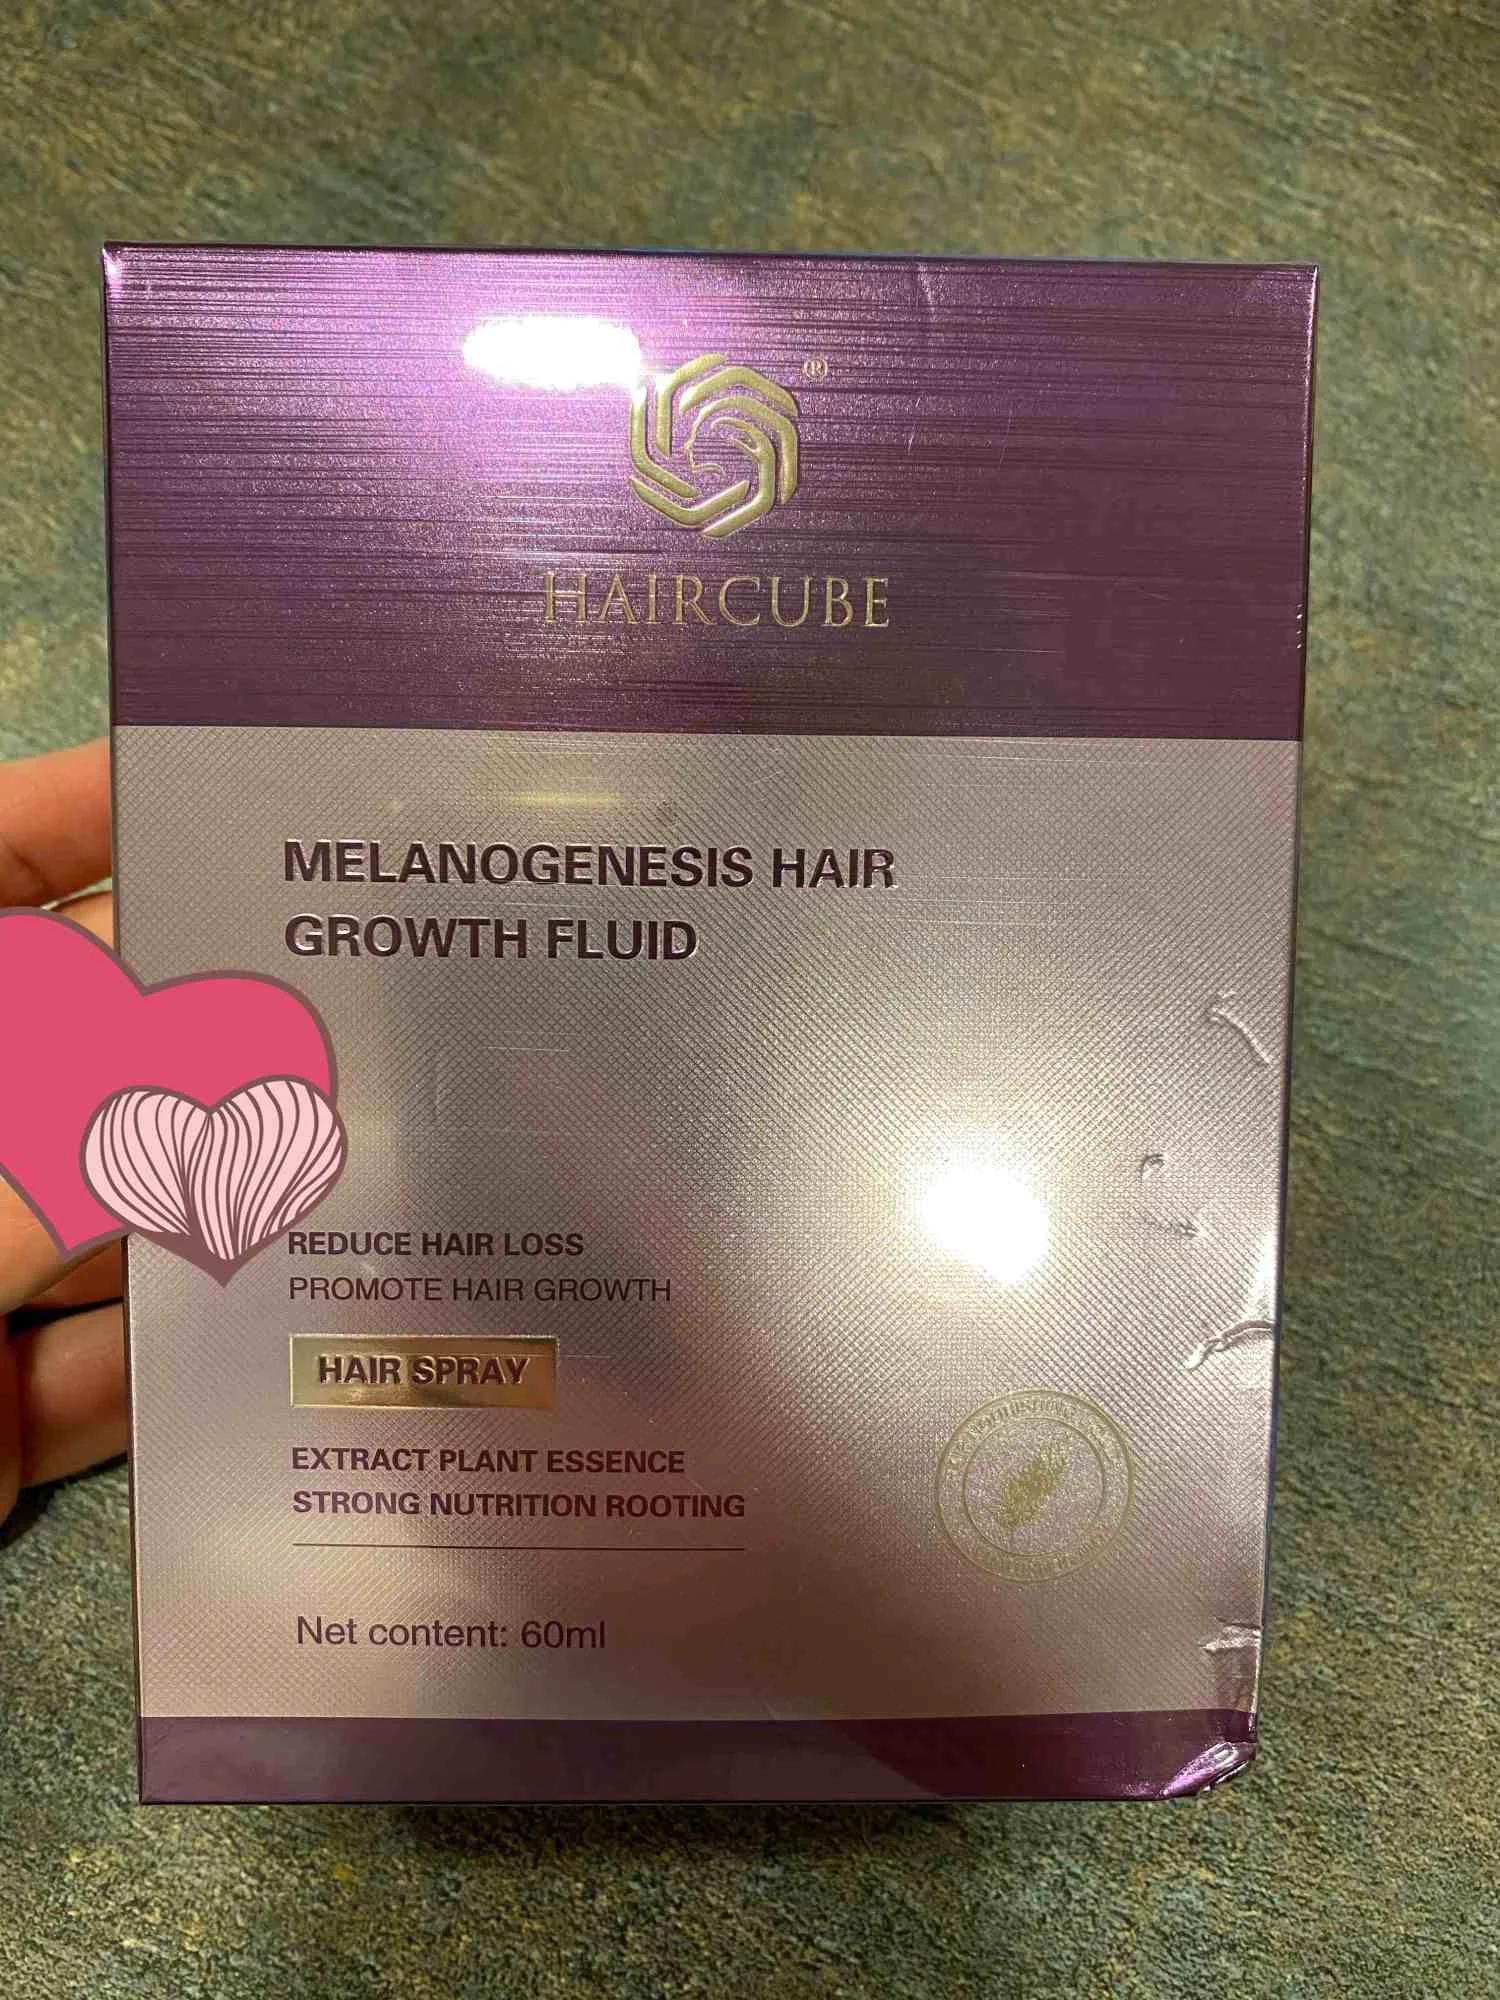 ®
HAIRCUBE
MELANOGENESIS HAIR
GROWTH FLUID
REDUCE HAIR LOSS
PROMOTE HAIR GROWTH
HAIR SPRAY
EXTRACT PLANT ESSENCE
STRONG NUTRITION ROOTING
Net content: 60ml